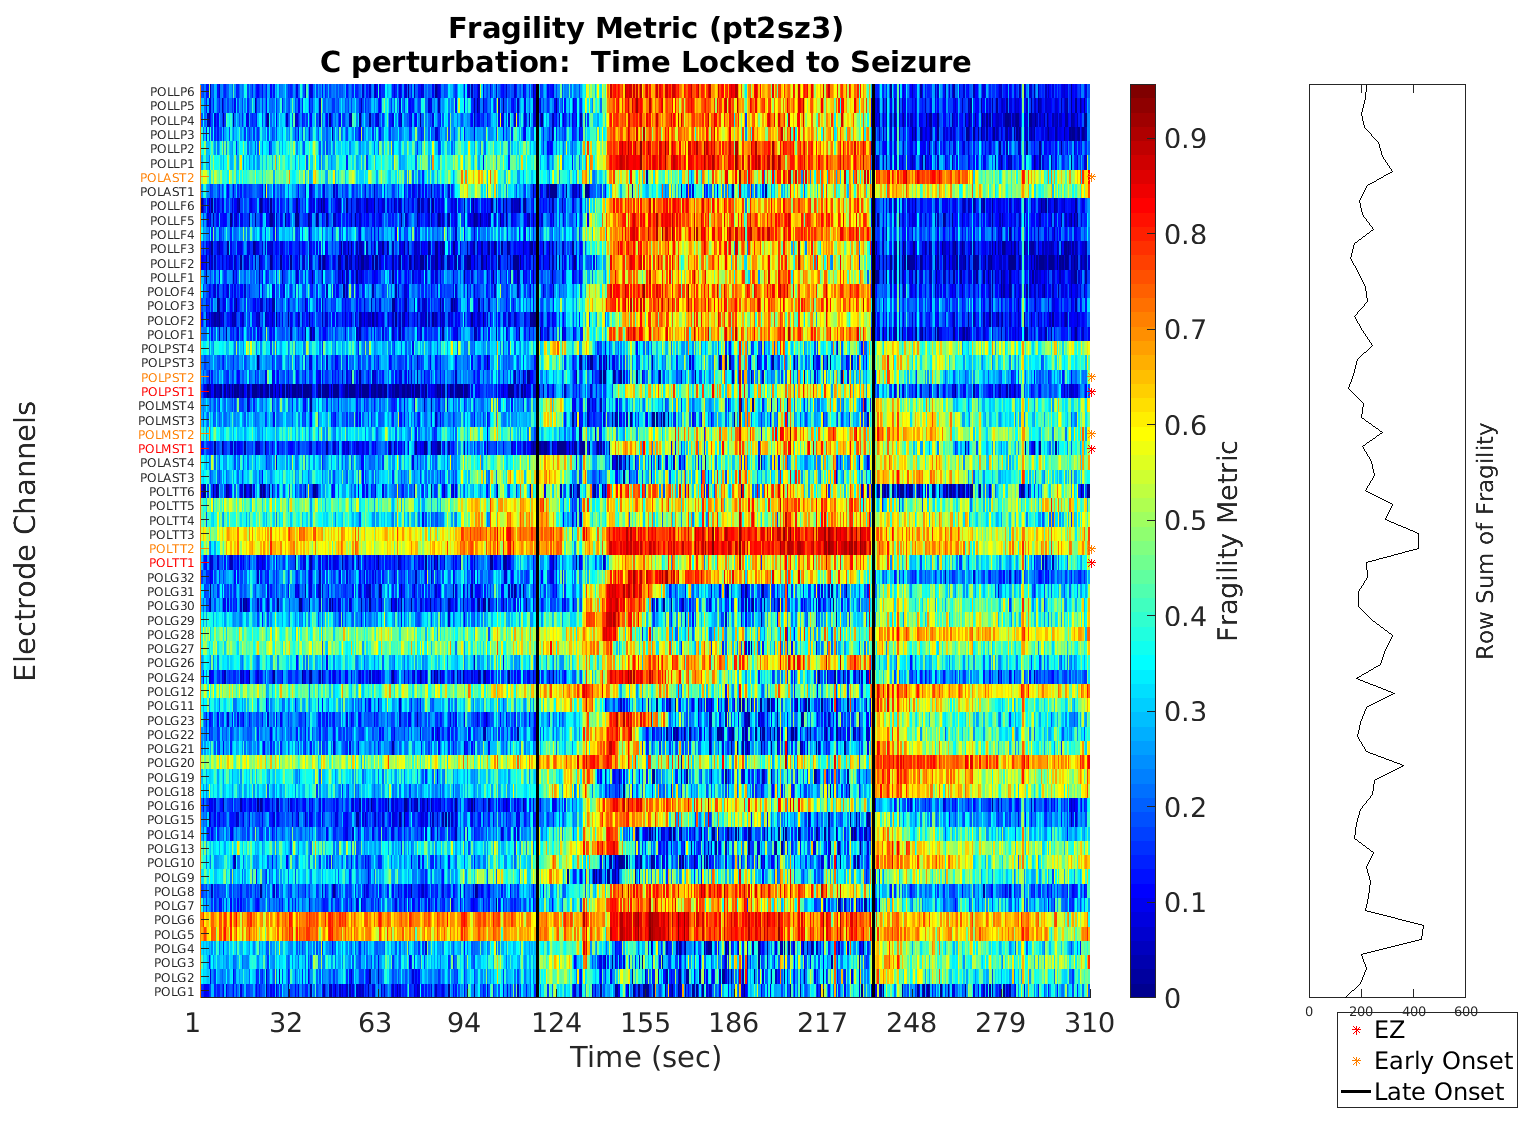 Fragility Metric (pt2sz3)
C perturbation:  Time Locked to Seizure
Electrode Channels
POLLP6
POLLP5
POLLP4
POLLP3
POLLP2
POLLP1
POLAST2
POLAST1
POLLF6
POLLF5
POLLF4
POLLF3
POLLF2
POLLF1
POLOF4
POLOF3
POLOF2
POLOF1
POLPST4
POLPST3
POLPST2
POLPST1
POLMST4
POLMST3
POLMST2
POLMST1
POLAST4
POLAST3
POLTT6
POLTT5
POLTT4
POLTT3
POLTT2
POLTT1
POLG32
POLG31
POLG30
POLG29
POLG28
POLG27
POLG26
POLG24
POLG12
POLG11
POLG23
POLG22
POLG21
POLG20
POLG19
POLG18
POLG16
POLG15
POLG14
POLG13
POLG10
POLG9
POLG8
POLG7
POLG6
POLG5
POLG4
POLG3
POLG2
POLG1
1 32 63 94 124 155 186 217 248 279 310
Time (sec)
0.9
0.8
0.7
0.6
0.5
0.4
0.3
0.2
0.1
0
Fragility Metric
Row Sum of Fragility
0 200 400 600
EZ
Early Onset
Late Onset